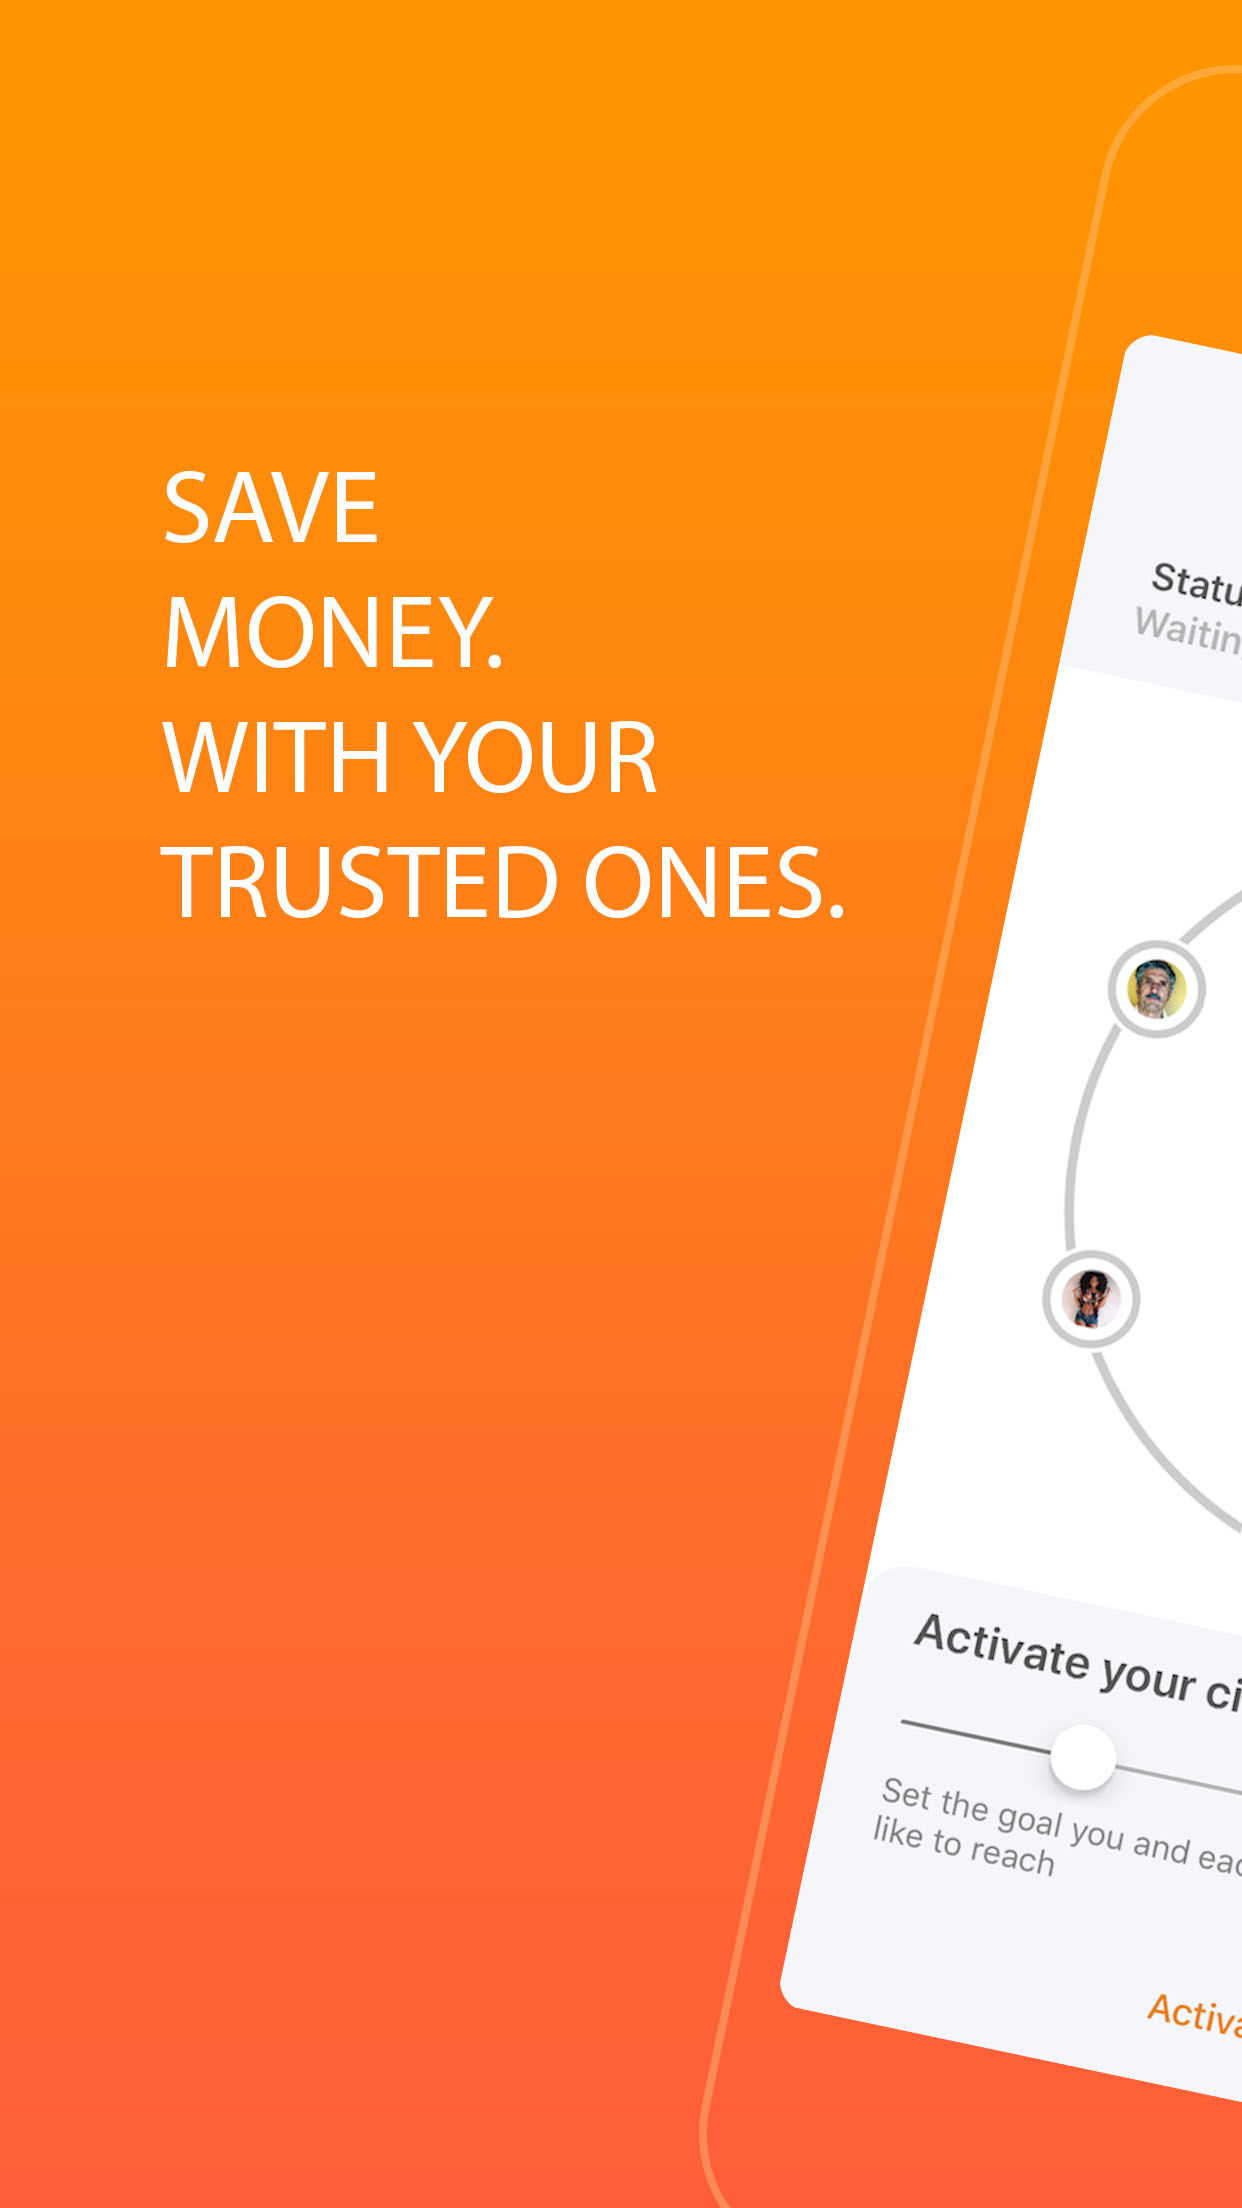 SAVE
MONEY.
WITH YOUR
TRUSTED ONES.
Statu
Waiting
Activate your ci
Set the goal you and eac
like to reach
Activa